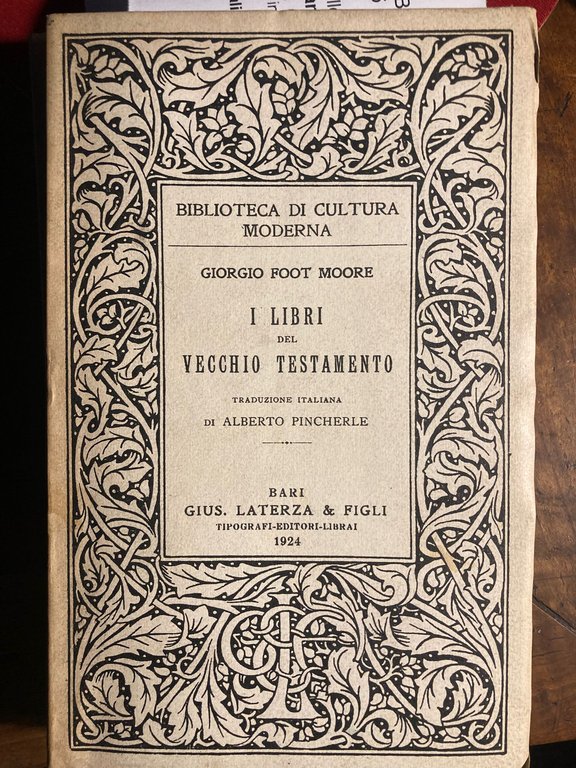 BIBLIOTECA DI CULTURA
MODERNA
GIORGIO FOOT MOORE
I LIBRI
DEL
VECCHIO TESTAMENTO
TRADUZIONE ITALIANA
DI ALBERTO PINCHERLE
BARI
GIUS. LATERZA & FIGLI
TIPOGRAFI-EDITORI-LIBRAI
1924